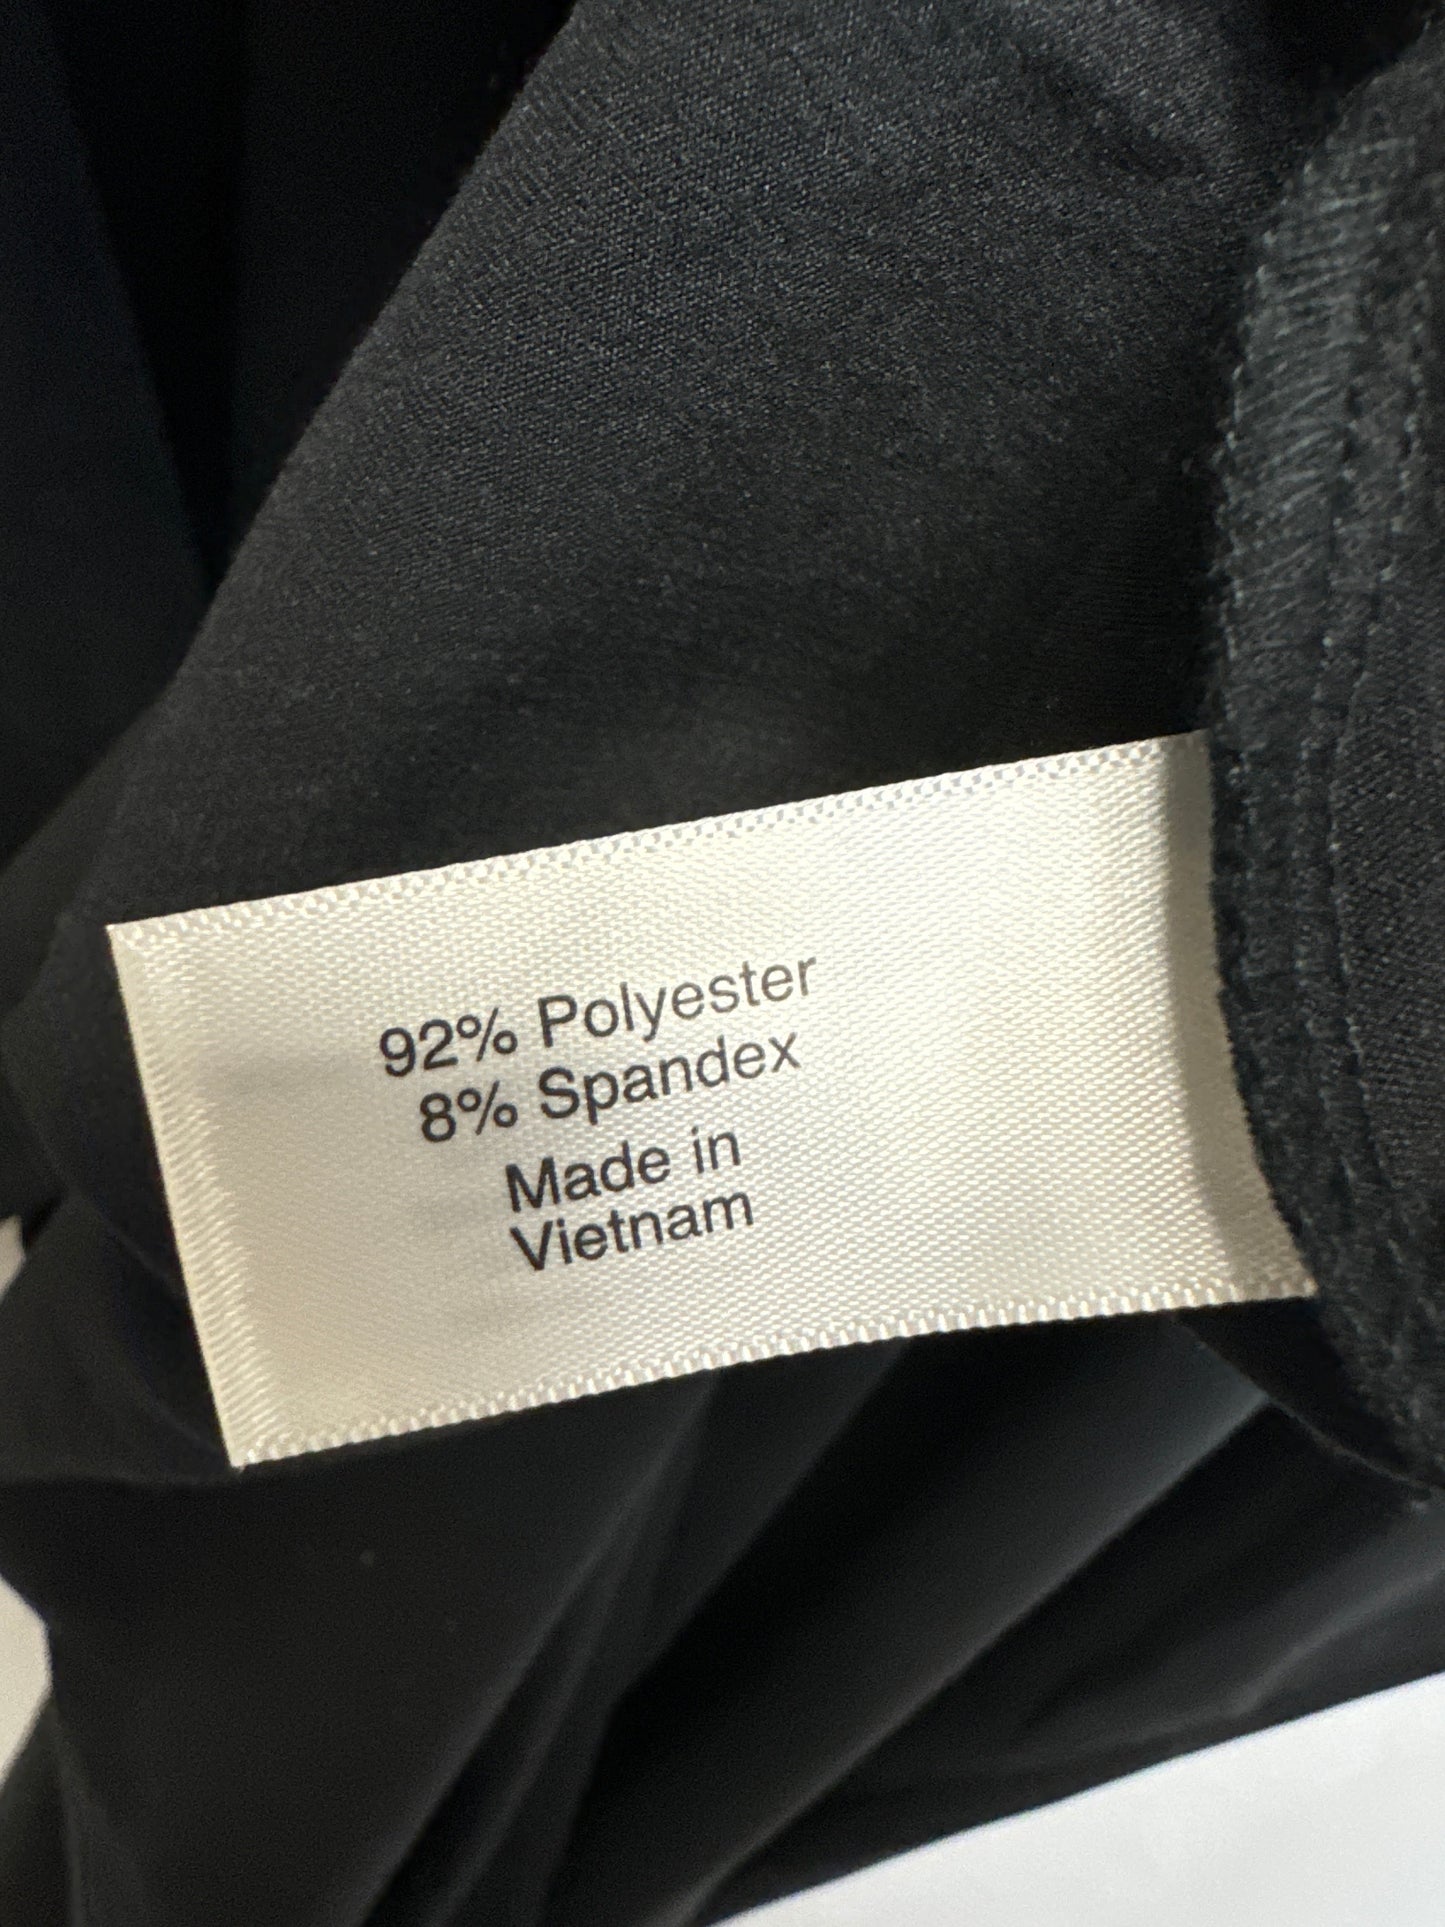 92% Polyester
8% Spandex
Made in
Vietnam